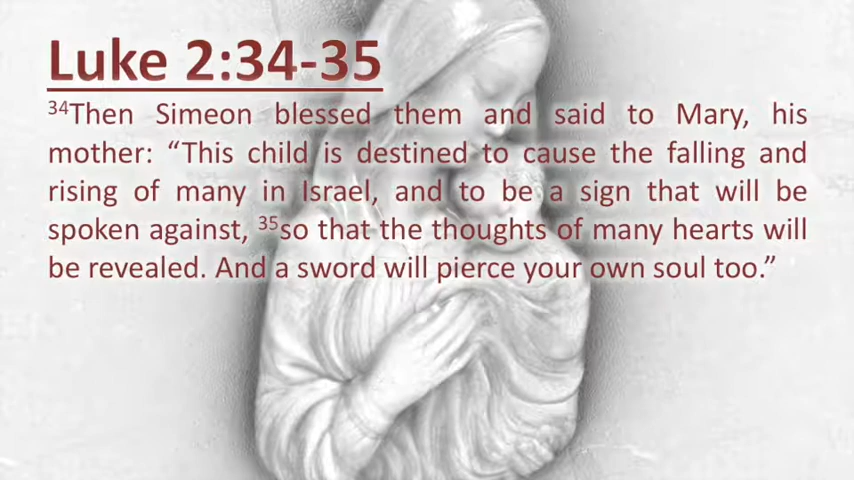 Luke 2:34-35
³⁴Then Simeon blessed them and said to Mary, his
mother: “This child is destined to cause the falling and
rising of many in Israel, and to be a sign that will be
spoken against, ³⁵so that the thoughts of many hearts will
be revealed. And a sword will pierce your own soul too.”